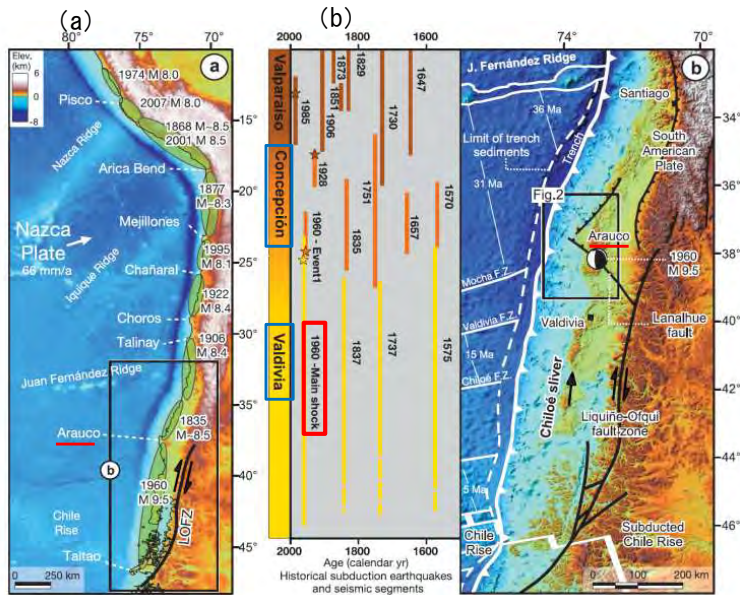 (a)
(b)
80°
75°
70°
Elev.
(km)
6
0
-8
a
1974 M 8.0
Pisco
2007 M 8.0
15°
Nazca Ridge
1868 M~8.5
2001 M 8.5
Arica Bend
20°
1877
M~8.3
Mejillones
Nazca
Plate
66 mm/a
Iquique Ridge
1995
M 8.1
25°
Chañaral
1922
M 8.4
Choros
30°
Talinay
1906
M 8.4
Juan Fernández Ridge
35°
1835
M~8.5
Arauco
b
40°
1960
M 9.5
LOFZ
Chile
Rise
45°
Taitao
0 250 km
2000
1800
1600
Valparaiso
Concepción
Valdivia
1985
1906
1851
1873
1829
1730
1647
1928
1960 - Event1
1835
1751
1657
1570
1960 -Main shock
1837
1737
1575
2000
1800
1600
Age (calendar yr)
Historical subduction earthquakes
and seismic segments
74°
70°
b
J. Fernández Ridge
Santiago
34°
36 Ma
Trench
South
American
Plate
Limit of trench
sediments
31 Ma
36°
Fig.2
Arauco
38°
1960
M 9.5
Mocha F.Z.
Lanalhue
fault
40°
Valdivia F.Z.
Valdivia
15 Ma
Chiloé F.Z.
Chiloé sliver
42°
Liquiñe-Ofqui
fault zone
44°
5 Ma
Chile
Rise
Subducted
Chile Rise
46°
0 100 200
km